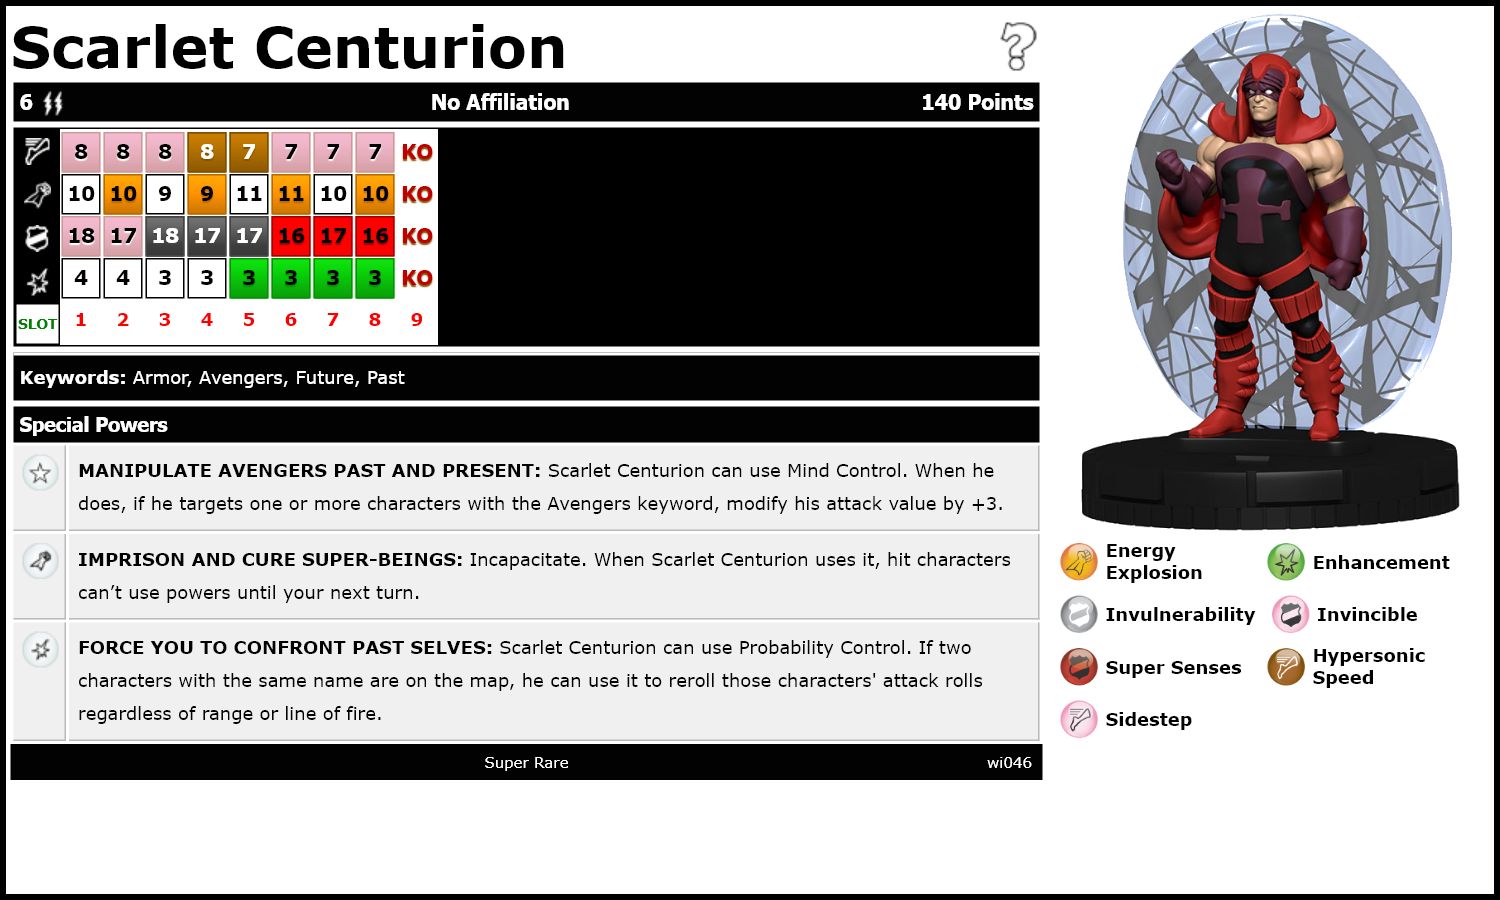 Scarlet Centurion
6 No Affiliation 140 Points
8 8 8 8 7 7 7 7 KO
10 10 9 9 11 11 10 10 KO
18 17 18 17 17 16 17 16 KO
4 4 3 3 3 3 3 3 KO
SLOT 1 2 3 4 5 6 7 8 9
Keywords: Armor, Avengers, Future, Past
Special Powers
MANIPULATE AVENGERS PAST AND PRESENT: Scarlet Centurion can use Mind Control. When he
does, if he targets one or more characters with the Avengers keyword, modify his attack value by +3.
IMPRISON AND CURE SUPER-BEINGS: Incapacitate. When Scarlet Centurion uses it, hit characters
can’t use powers until your next turn.
FORCE YOU TO CONFRONT PAST SELVES: Scarlet Centurion can use Probability Control. If two
characters with the same name are on the map, he can use it to reroll those characters' attack rolls
regardless of range or line of fire.
Super Rare wi046
Energy
Explosion
Enhancement
Invulnerability
Invincible
Super Senses
Hypersonic
Speed
Sidestep